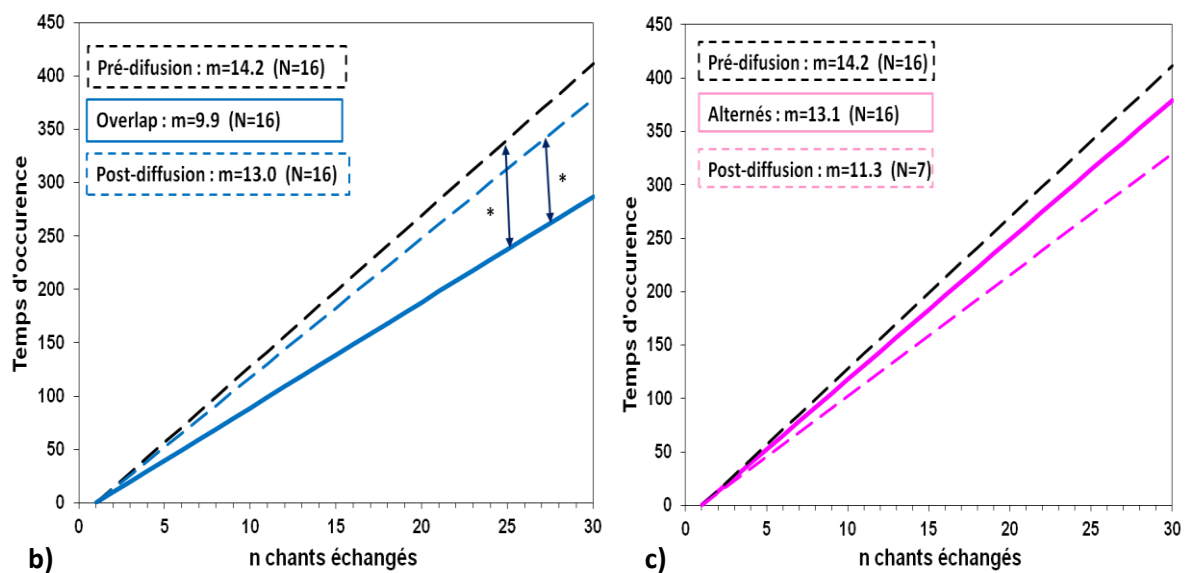 450
400
350
300
250
200
150
100
50
0
Temps d'occurence
Pré-difusion : m=14.2 (N=16)
Overlap : m=9.9 (N=16)
Post-diffusion : m=13.0 (N=16)
*
*
0 5 10 15 20 25 30
b) n chants échangés
450
400
350
300
250
200
150
100
50
0
Temps d'occurence
Pré-difusion : m=14.2 (N=16)
Alternés : m=13.1 (N=16)
Post-diffusion : m=11.3 (N=7)
0 5 10 15 20 25 30
c) n chants échangés